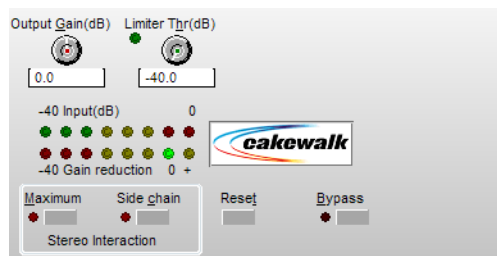 Output Gain(dB) Limiter Thr(dB)
0.0 -40.0
-40 Input(dB) 0
cakewalk
-40 Gain reduction 0 +
Maximum Side chain Reset Bypass
Stereo Interaction